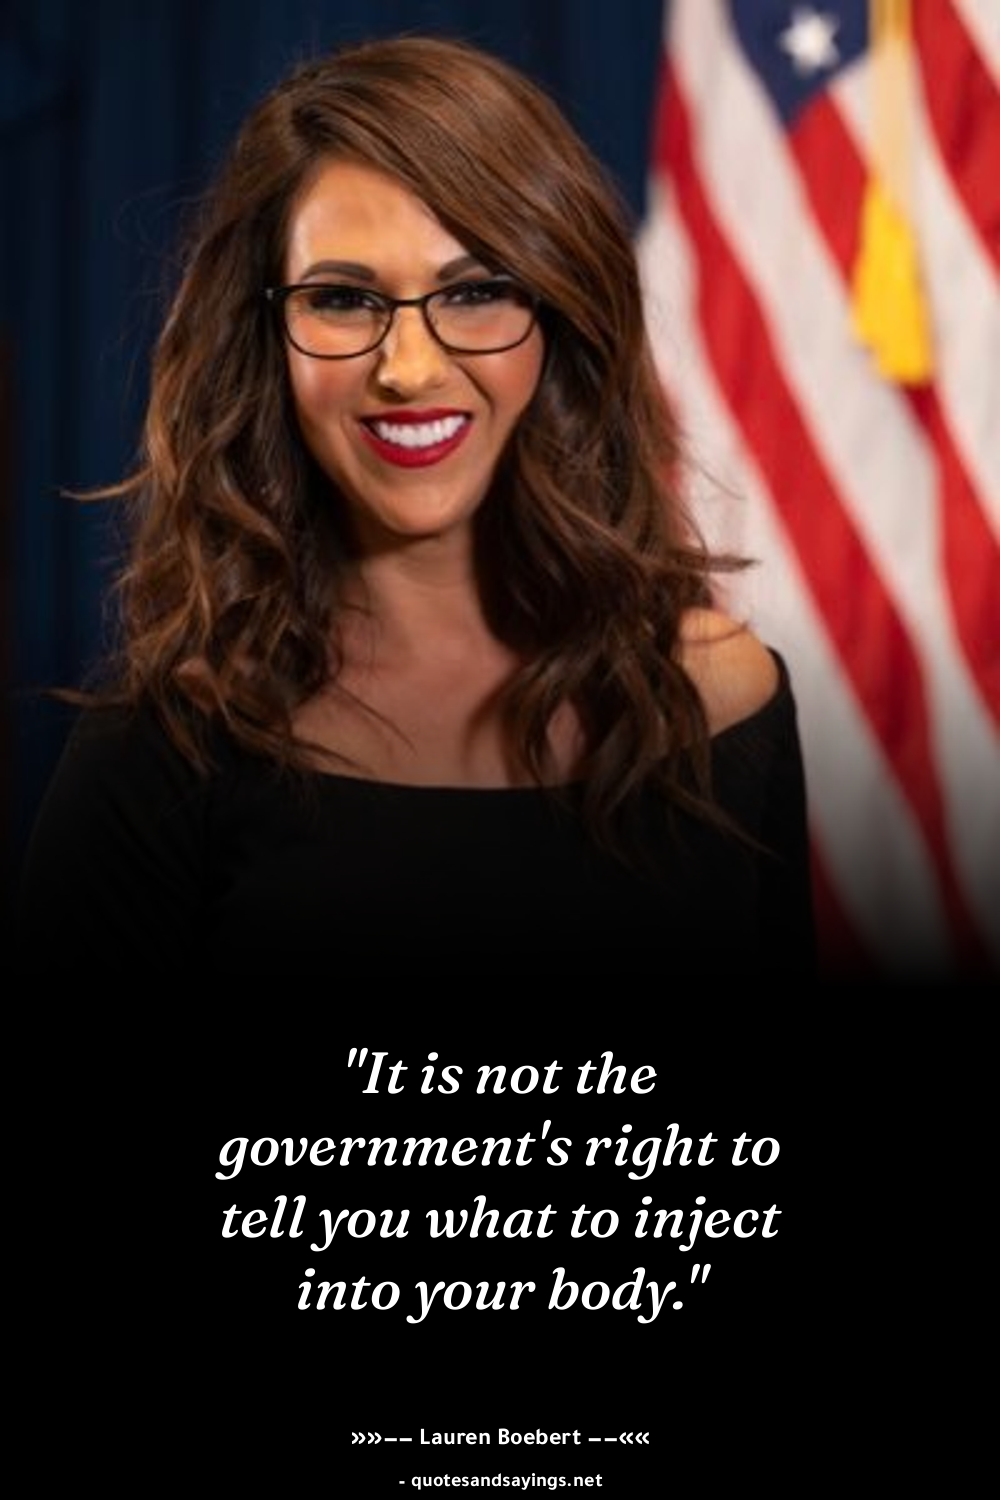 "It is not the
government's right to
tell you what to inject
into your body."
»»—— Lauren Boebert ——««
- quotesandsayings.net